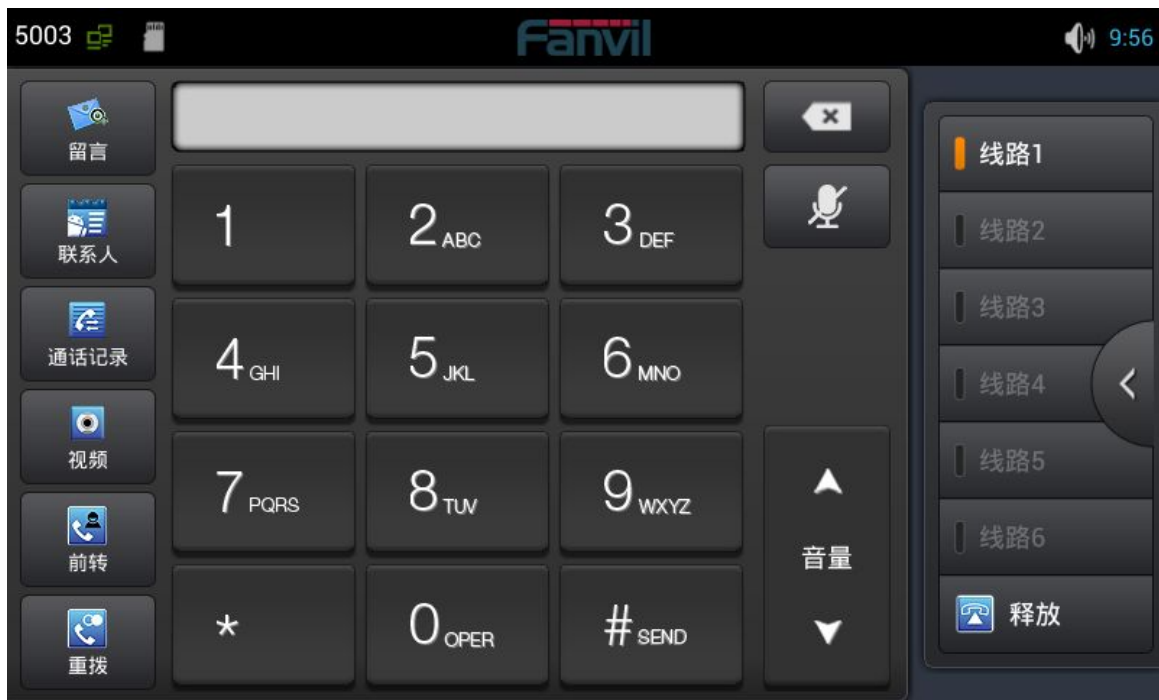 5003
Fanvil
9:56
留言
联系人
通话记录
视频
前转
重拨
1
2 ABC
3 DEF
4 GHI
5 JKL
6 MNO
7 PQRS
8 TUV
9 WXYZ
*
0 OPER
# SEND
音量
线路1
线路2
线路3
线路4
线路5
线路6
释放